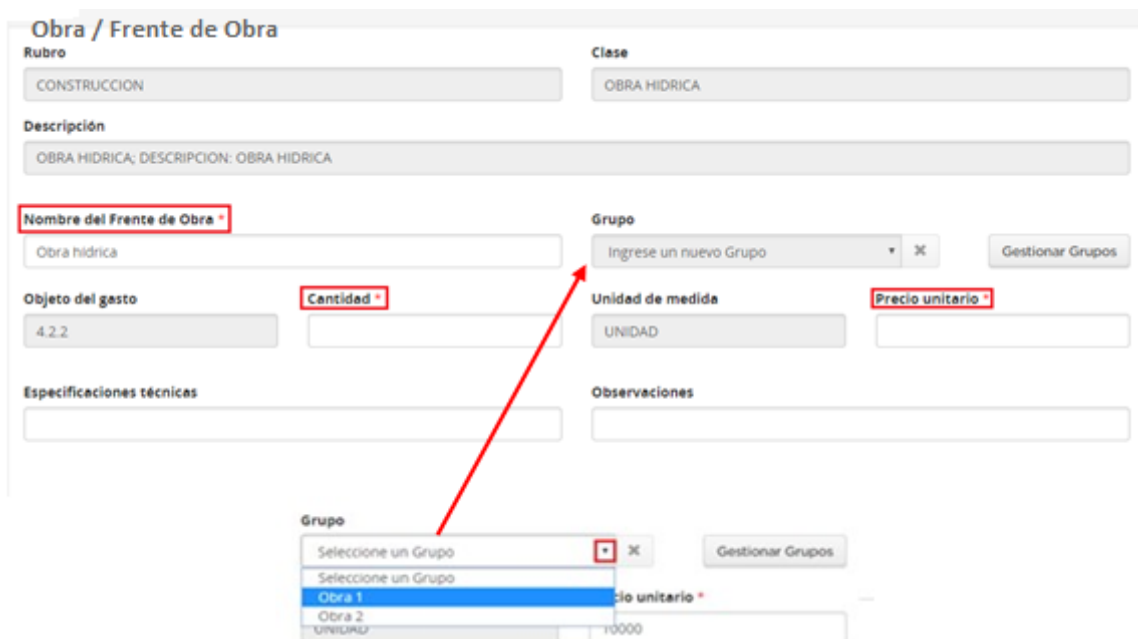 Obra / Frente de Obra
Rubro Clase
CONSTRUCCION OBRA HIDRICA
Descripción
OBRA HIDRICA; DESCRIPCION: OBRA HIDRICA
Nombre del Frente de Obra * Grupo
Obra hídrica Ingrese un nuevo Grupo Gestionar Grupos
Objeto del gasto Cantidad * Unidad de medida Precio unitario *
4.2.2 UNIDAD
Especificaciones técnicas Observaciones
Grupo
Seleccione un Grupo Gestionar Grupos
Seleccione un Grupo
Obra 1 cio unitario *
Obra 2
UNIDAD 10000